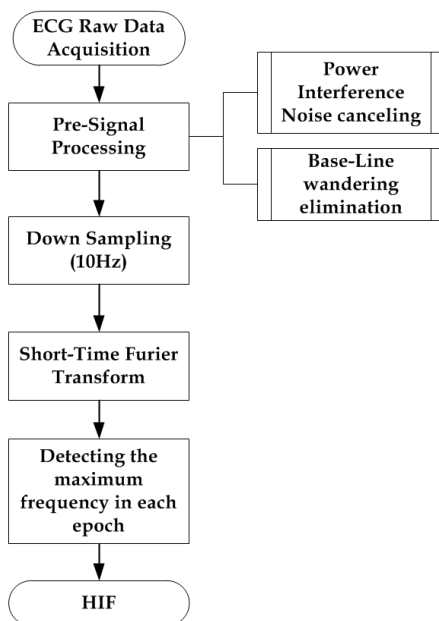 ECG Raw Data
Acquisition
Pre-Signal
Processing
Power
Interference
Noise canceling
Base-Line
wandering
elimination
Down Sampling
(10Hz)
Short-Time Furier
Transform
Detecting the
maximum
frequency in each
epoch
HIF